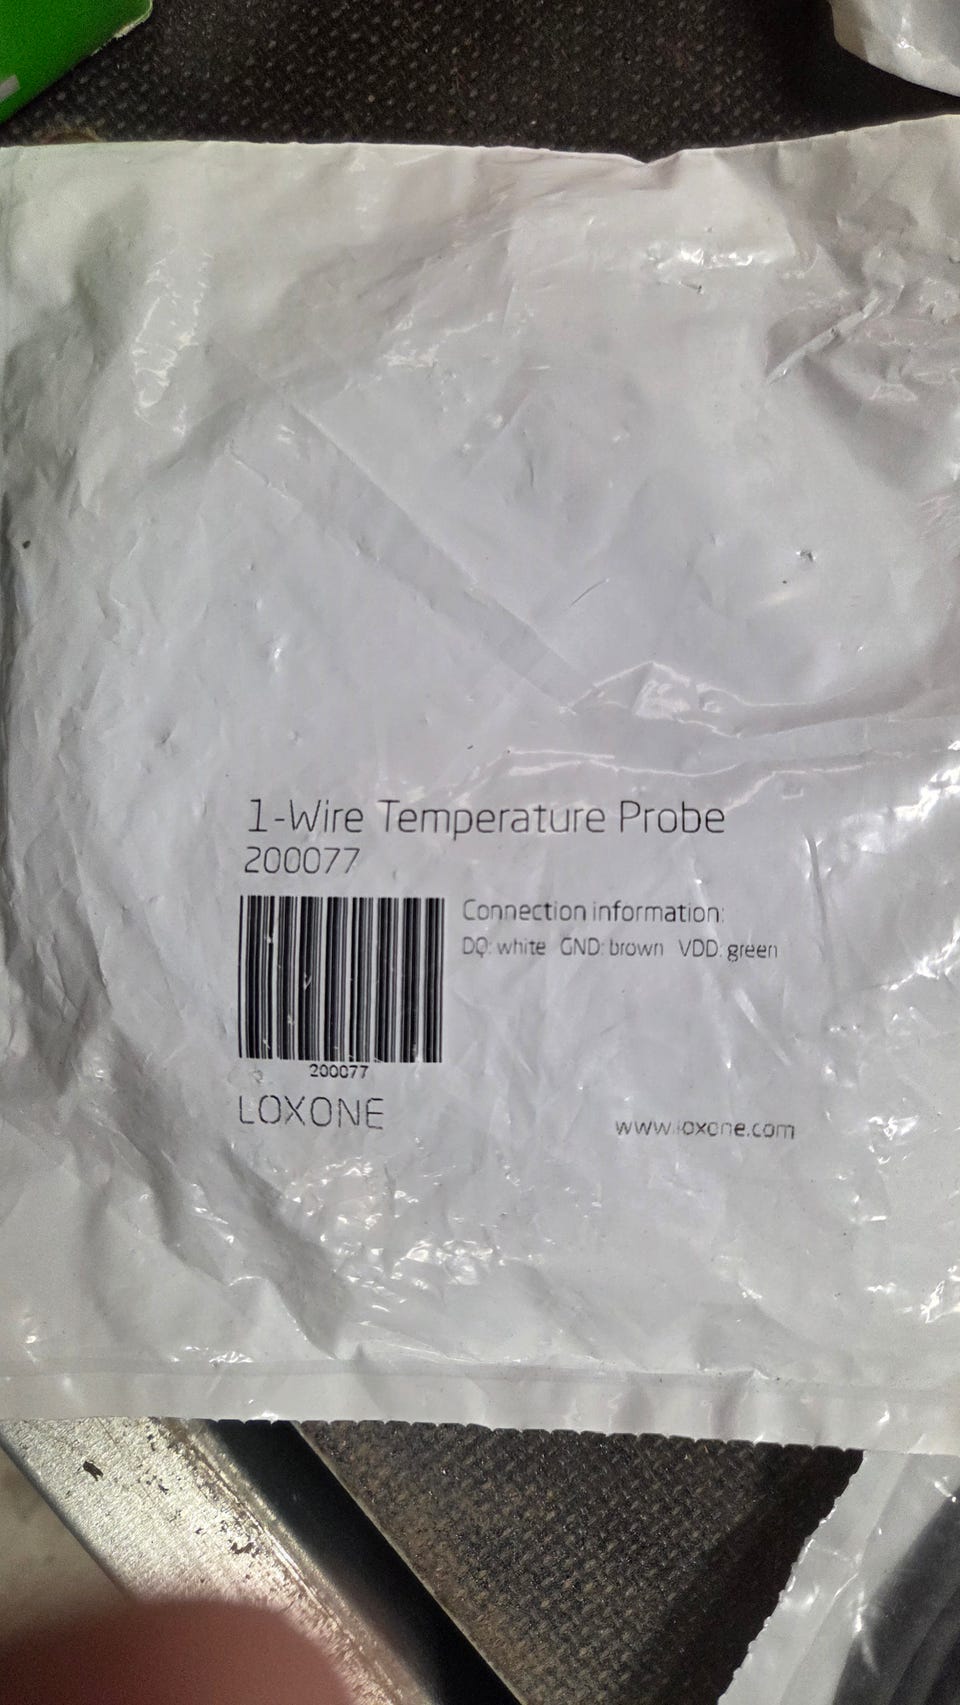 1-Wire Temperature Probe
200077
Connection information:
DQ: white GND: brown VDD: green
200077
LOXONE
www.loxone.com